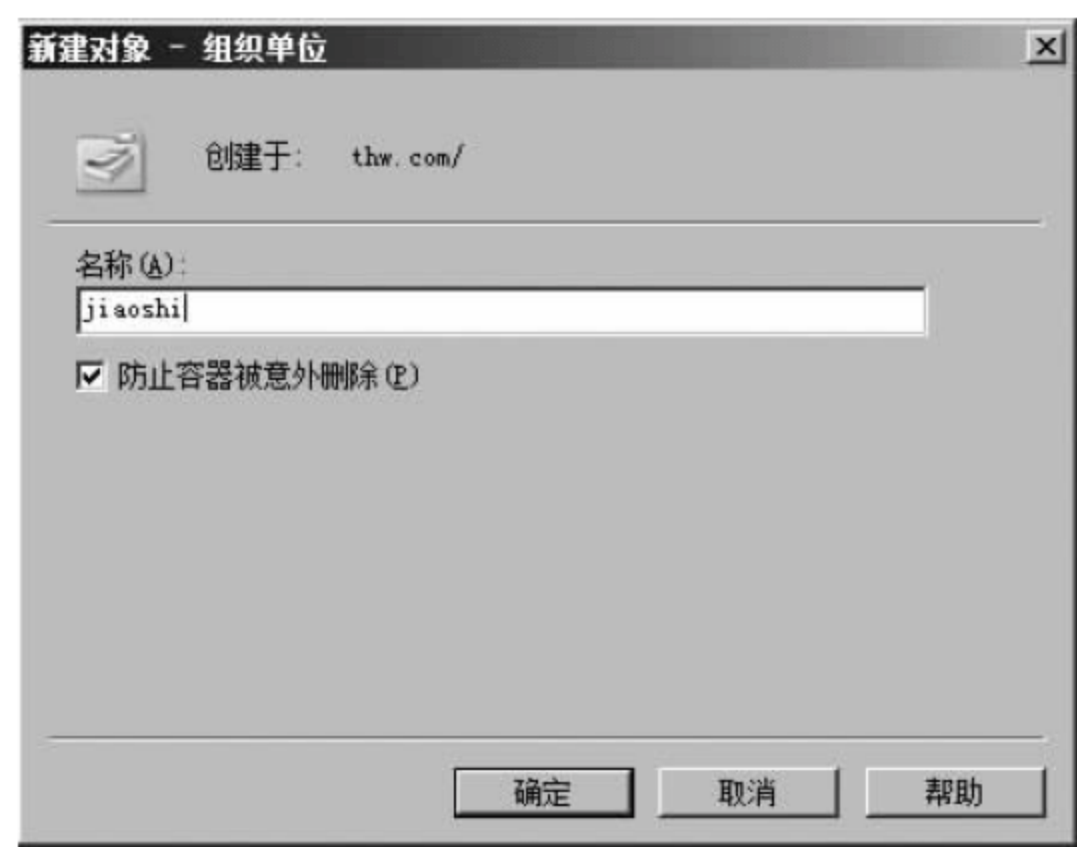 新建对象 - 组织单位
创建于: thw.com/
名称(A):
jiaoshi
防止容器被意外删除(P)
确定 取消 帮助